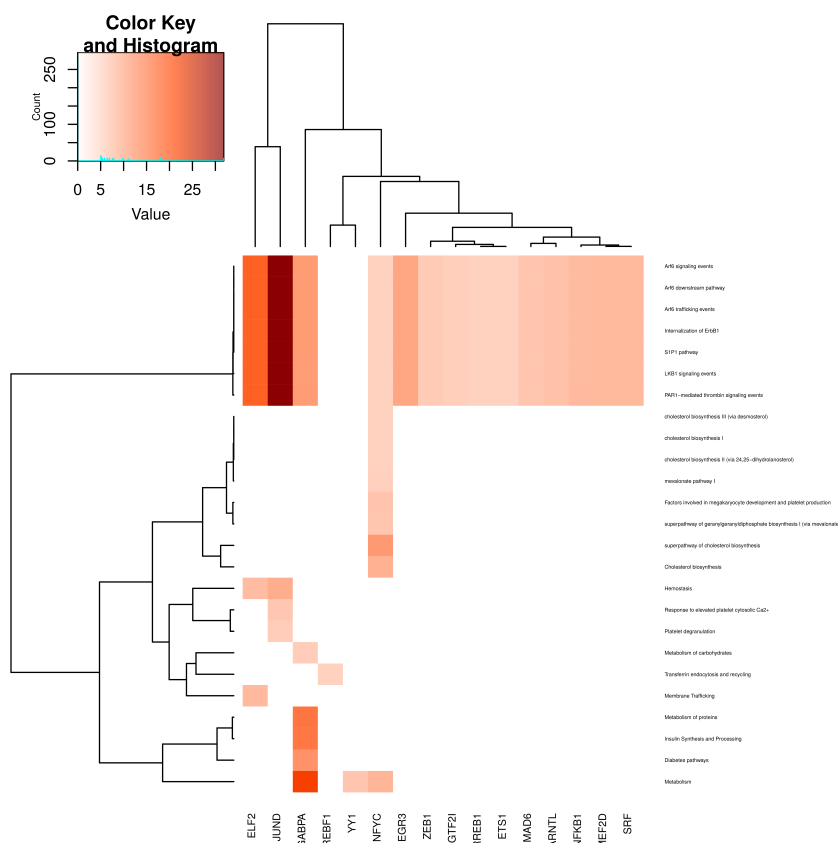 Color Key
and Histogram
Count
0 100 250
0 5 15 25
Value
Arf6 signaling events
Arf6 downstream pathway
Arf6 trafficking events
Internalization of ErbB1
S1P1 pathway
LKB1 signaling events
PAR1−mediated thrombin signaling events
cholesterol biosynthesis III (via desmosterol)
cholesterol biosynthesis I
cholesterol biosynthesis II (via 24,25−dihydrolanosterol)
mevalonate pathway I
Factors involved in megakaryocyte development and platelet production
superpathway of geranylgeranyldiphosphate biosynthesis I (via mevalonate
superpathway of cholesterol biosynthesis
Cholesterol biosynthesis
Hemostasis
Response to elevated platelet cytosolic Ca2+
Platelet degranulation
Metabolism of carbohydrates
Transferrin endocytosis and recycling
Membrane Trafficking
Metabolism of proteins
Insulin Synthesis and Processing
Diabetes pathways
Metabolism
ELF2
JUND
GABPA
REBF1
YY1
NFYC
EGR3
ZEB1
GTF2I
RREB1
ETS1
MAD6
ARNTL
NFKB1
MEF2D
SRF